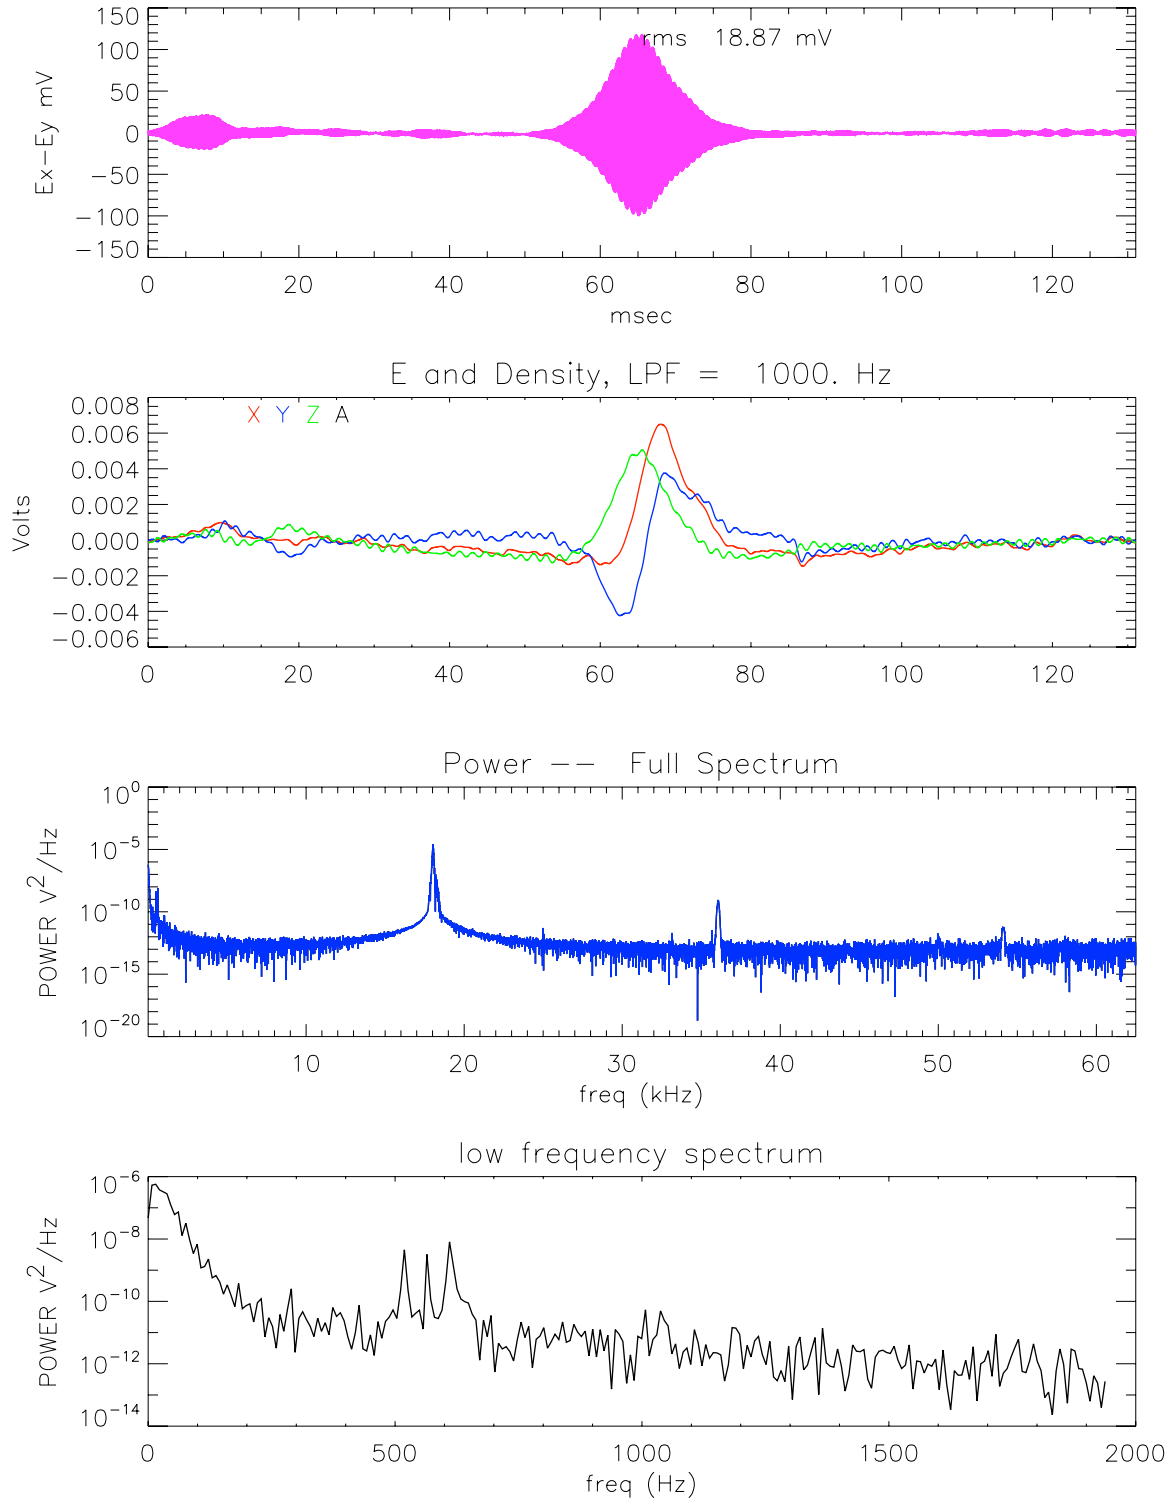 150
100
50
0
−50
−100
−150
Ex−Ey mV
rms 18.87 mV
0 20 40 60 80 100 120
msec
E and Density, LPF = 1000. Hz
X Y Z A
0.008
0.006
0.004
0.002
0.000
−0.002
−0.004
−0.006
Volts
0 20 40 60 80 100 120
Power −− Full Spectrum
10^0
10^−5
10^−10
10^−15
10^−20
POWER V^2/Hz
10 20 30 40 50 60
freq (kHz)
low frequency spectrum
10^−6
10^−8
10^−10
10^−12
10^−14
POWER V^2/Hz
0 500 1000 1500 2000
freq (Hz)